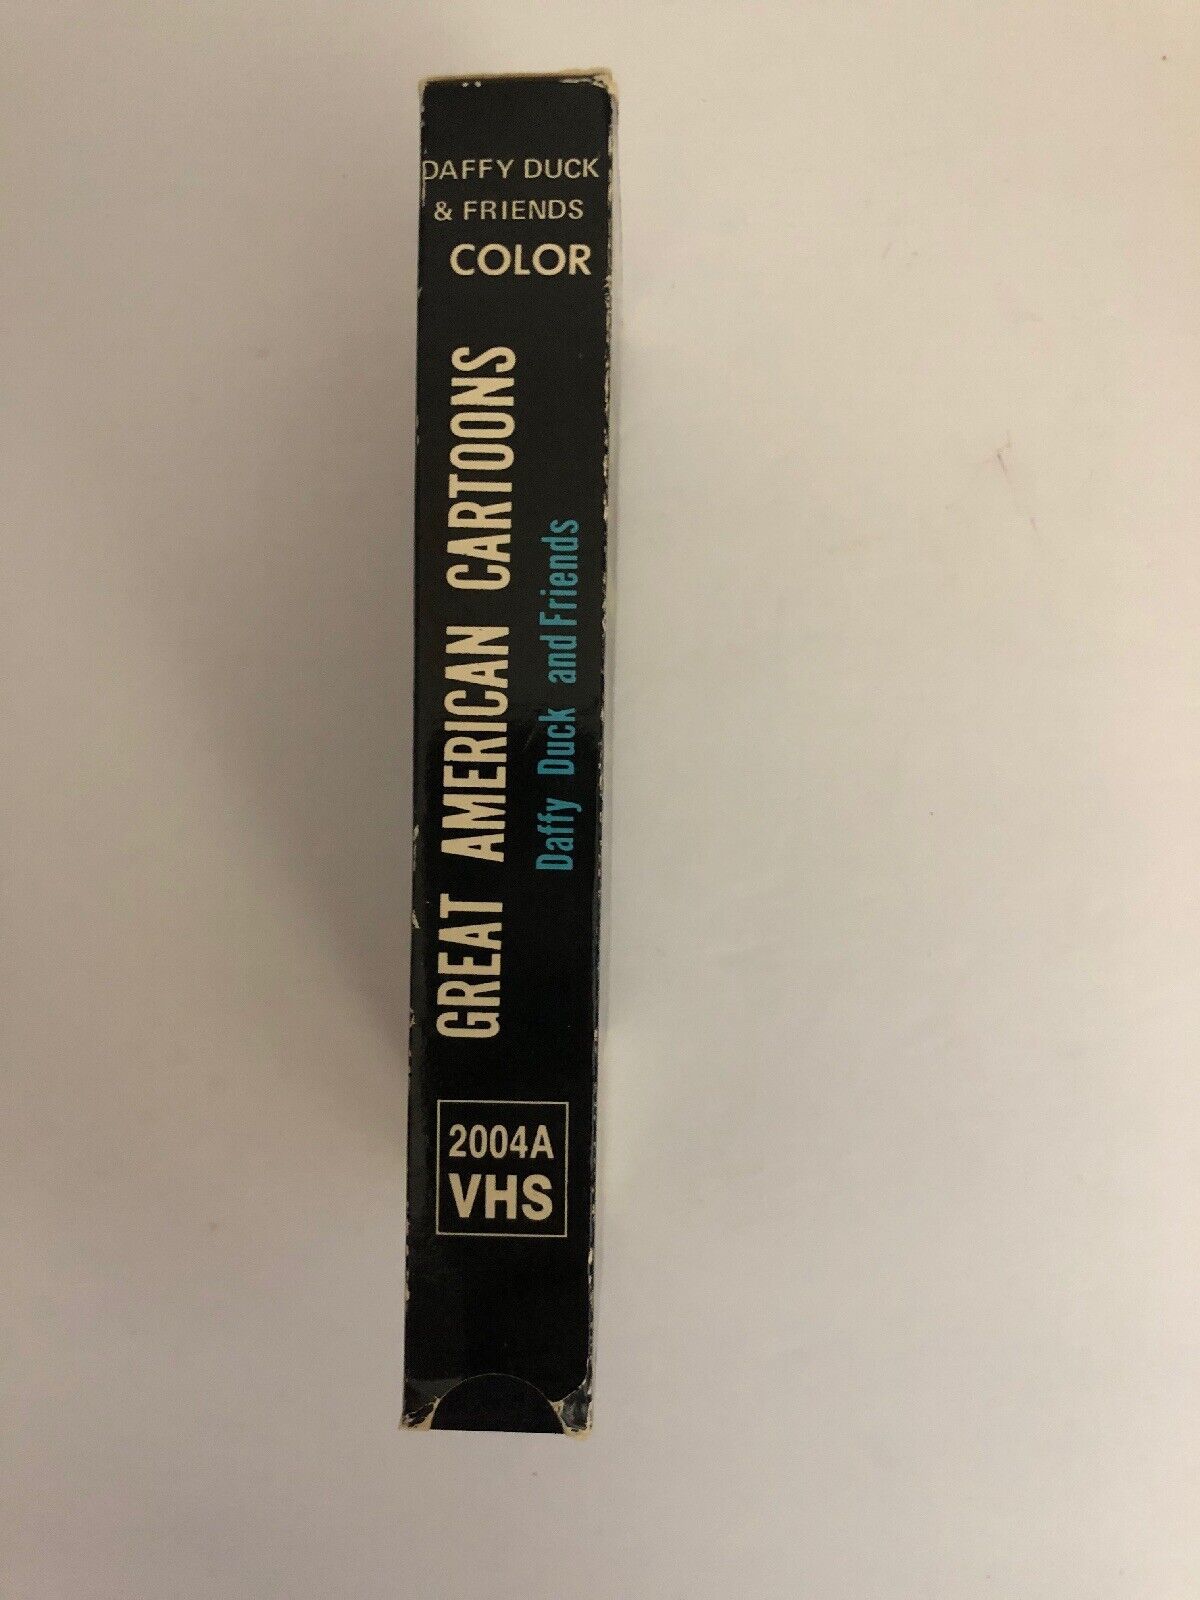 DAFFY DUCK
& FRIENDS
COLOR
GREAT AMERICAN CARTOONS
Daffy Duck and Friends
2004A
VHS